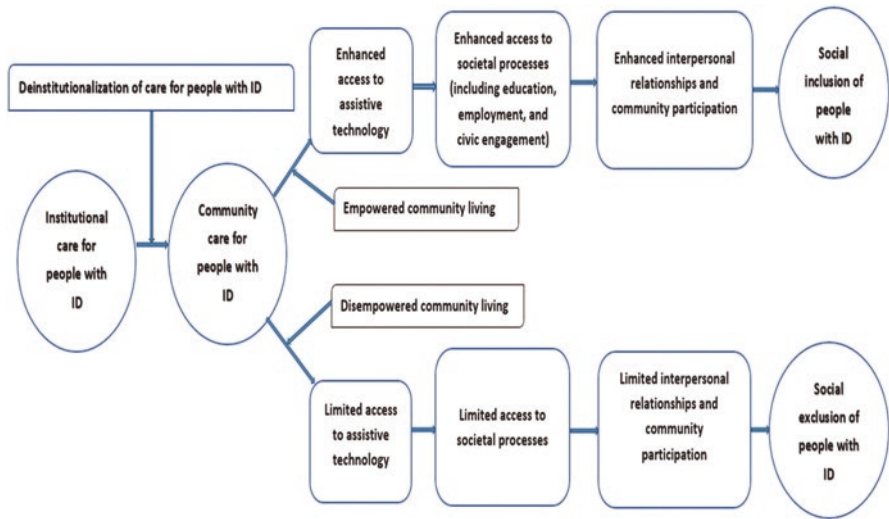 Deinstitutionalization of care for people with ID
Institutional
care for
people with
ID
Community
care for
people with
ID
Enhanced
access to
assistive
technology
Enhanced access to
societal processes
(including education,
employment, and
civic engagement)
Enhanced interpersonal
relationships and
community participation
Social
inclusion of
people
with ID
Empowered community living
Disempowered community living
Limited access
to assistive
technology
Limited access to
societal processes
Limited interpersonal
relationships and
community
participation
Social
exclusion of
people with
ID